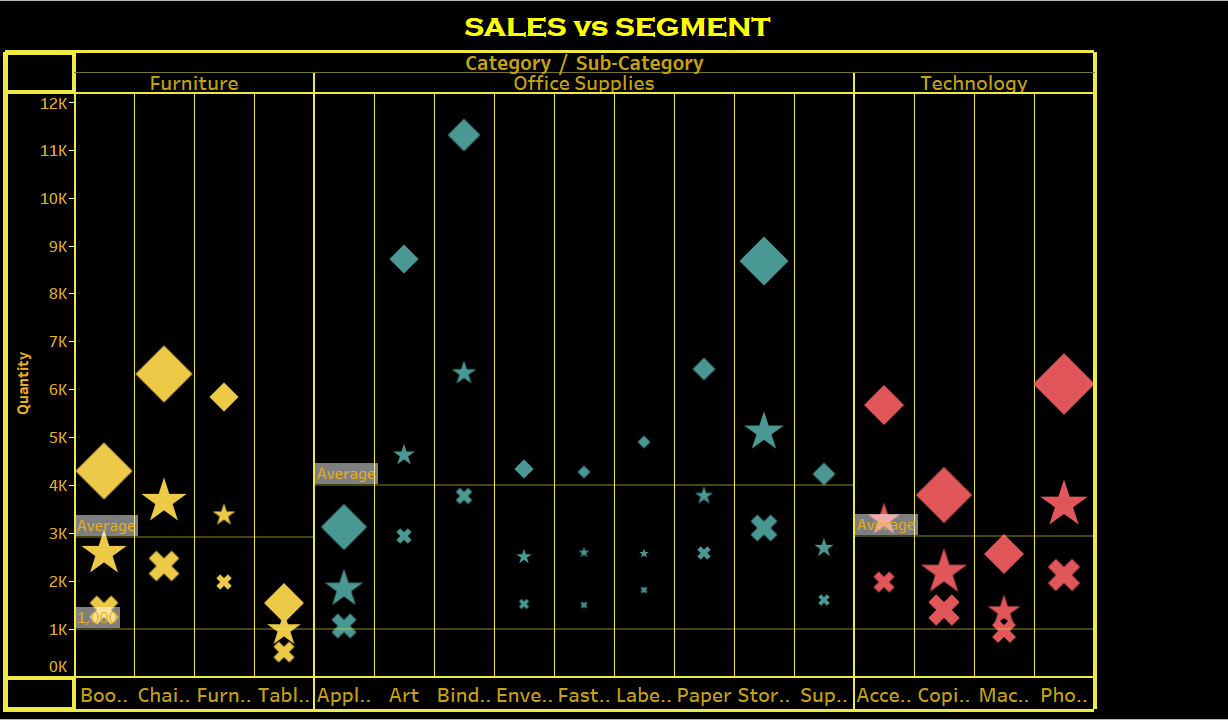 SALES vs SEGMENT
Category / Sub-Category
Furniture Office Supplies Technology
12K
11K
10K
9K
8K
7K
6K
5K
4K
3K
2K
1K
0K
Quantity
Average
Average
Average
1,000
Boo.. Chai.. Furn.. Tabl.. Appl.. Art Bind.. Enve.. Fast.. Labe.. Paper Stor.. Sup.. Acce.. Copi.. Mac.. Pho..